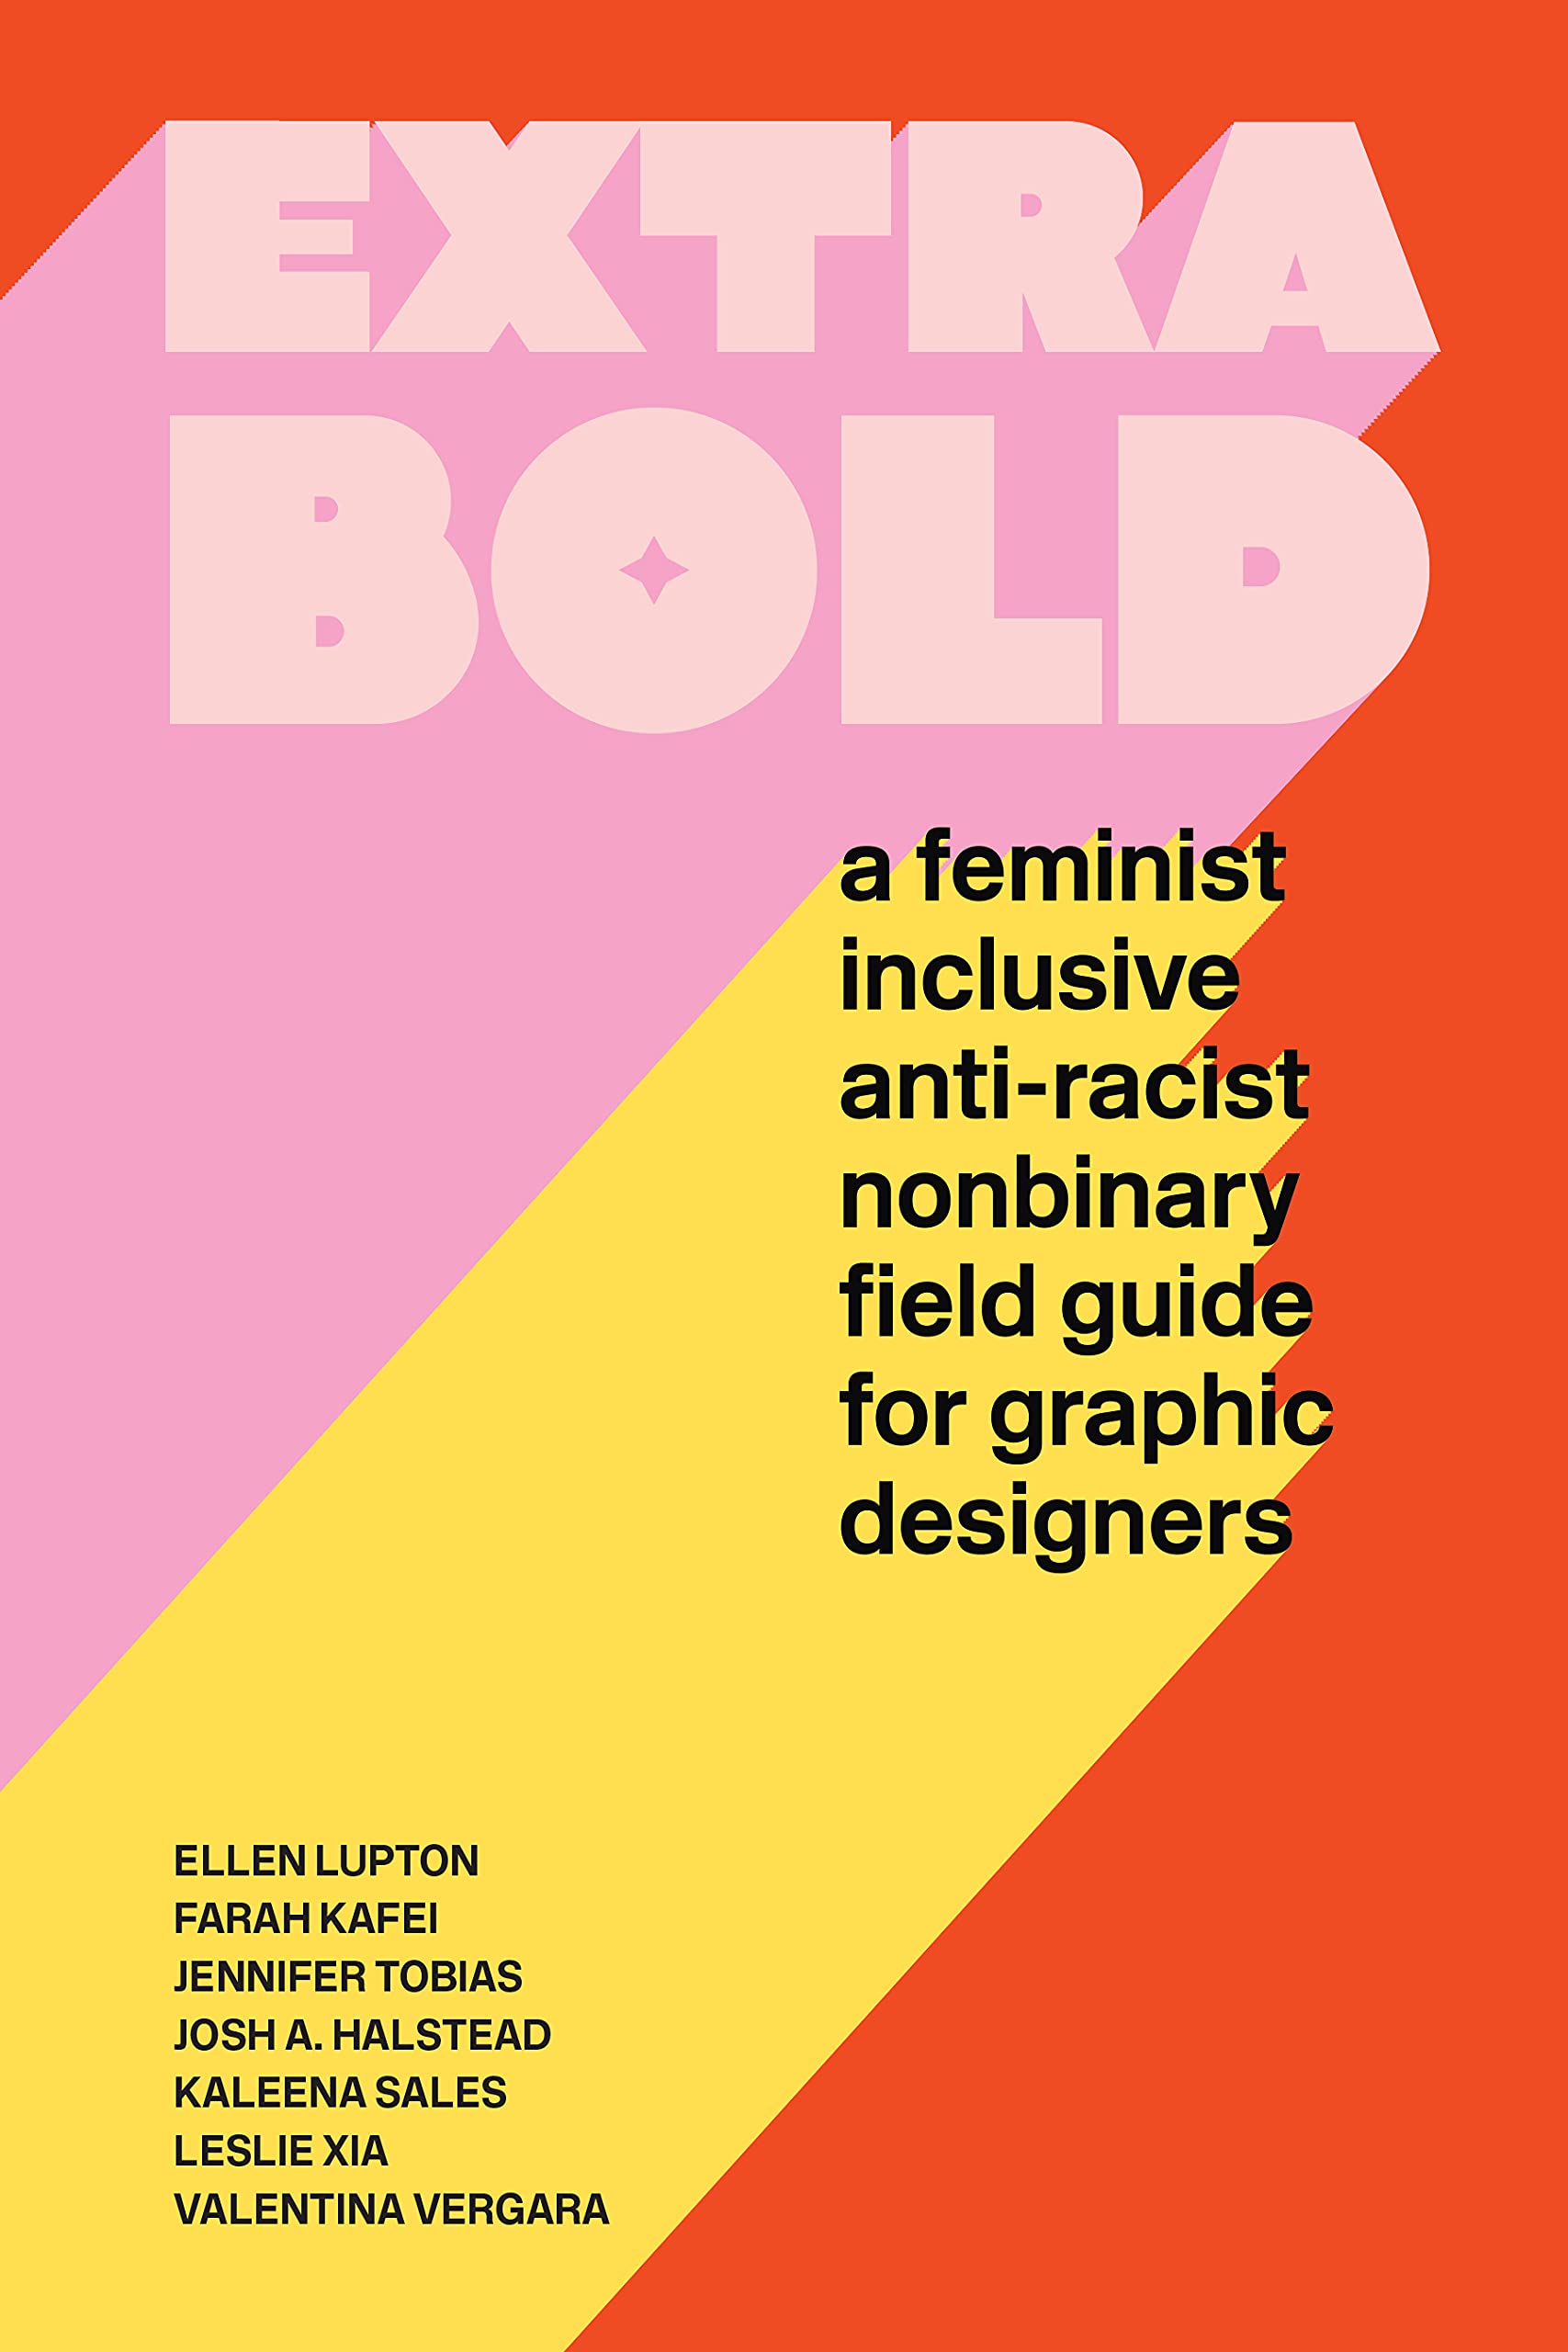 EXTRA
BOLD
a feminist
inclusive
anti-racist
nonbinary
field guide
for graphic
designers
ELLEN LUPTON
FARAH KAFEI
JENNIFER TOBIAS
JOSH A. HALSTEAD
KALEENA SALES
LESLIE XIA
VALENTINA VERGARA